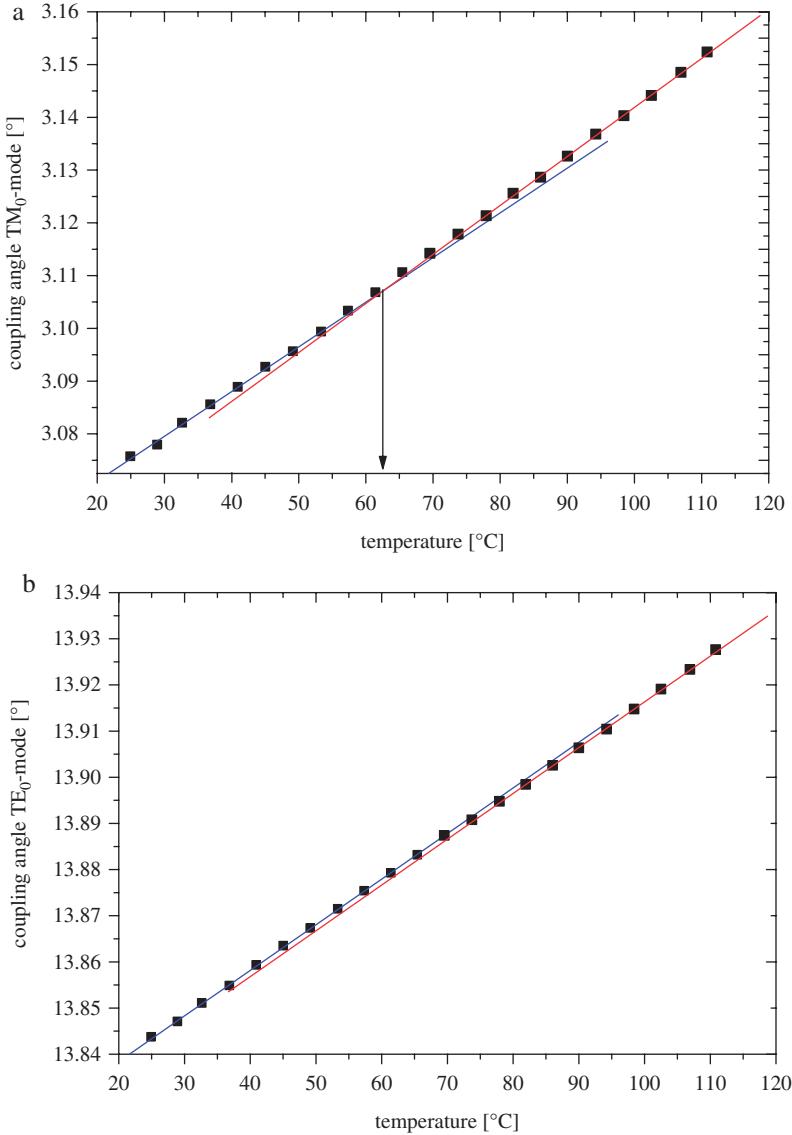 a
3.16
3.15
3.14
3.13
3.12
3.11
3.10
3.09
3.08
coupling angle TM₀-mode [°]
20 30 40 50 60 70 80 90 100 110 120
temperature [°C]
b
13.94
13.93
13.92
13.91
13.90
13.89
13.88
13.87
13.86
13.85
13.84
coupling angle TE₀-mode [°]
20 30 40 50 60 70 80 90 100 110 120
temperature [°C]